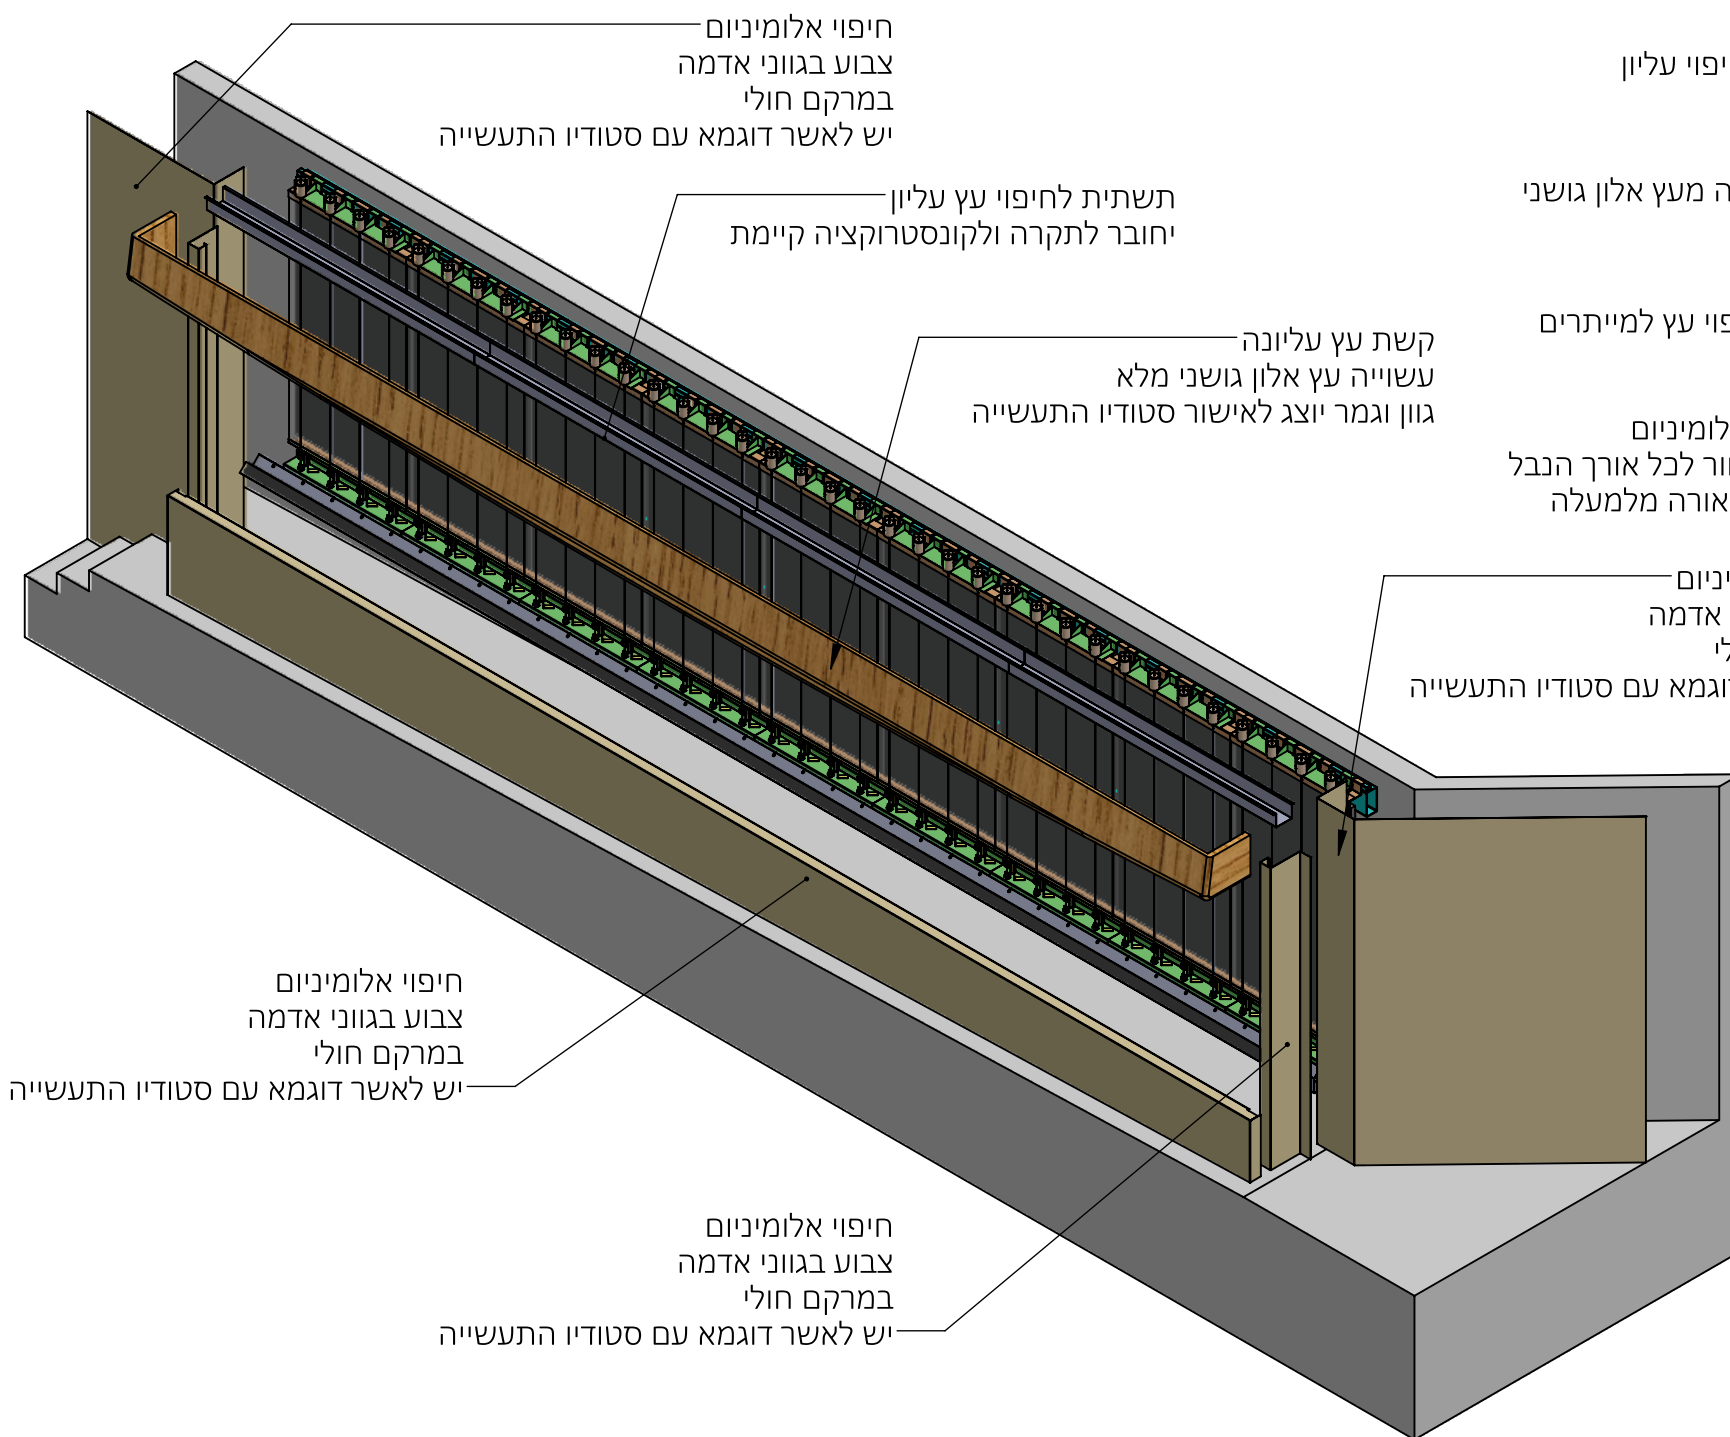 חיפוי אלומיניום
צבוע בגווני אדמה
במרקם חולי
יש לאשר דוגמא עם סטודיו התעשייה
תשתית לחיפוי עץ עליון
יחובר לתקרה ולקונסטרוקציה קיימת
קשת עץ עליונה
עשוייה עץ אלון גושני מלא
גוון וגמר יוצג לאישור סטודיו התעשייה
יפוי עליון
ה מעץ אלון גושני
פוי עץ למייתרים
לומיניום
וור לכל אורך הנבל
אורה מלמעלה
יניום
אדמה
לי
וגמא עם סטודיו התעשייה
חיפוי אלומיניום
צבוע בגווני אדמה
במרקם חולי
יש לאשר דוגמא עם סטודיו התעשייה
חיפוי אלומיניום
צבוע בגווני אדמה
במרקם חולי
יש לאשר דוגמא עם סטודיו התעשייה